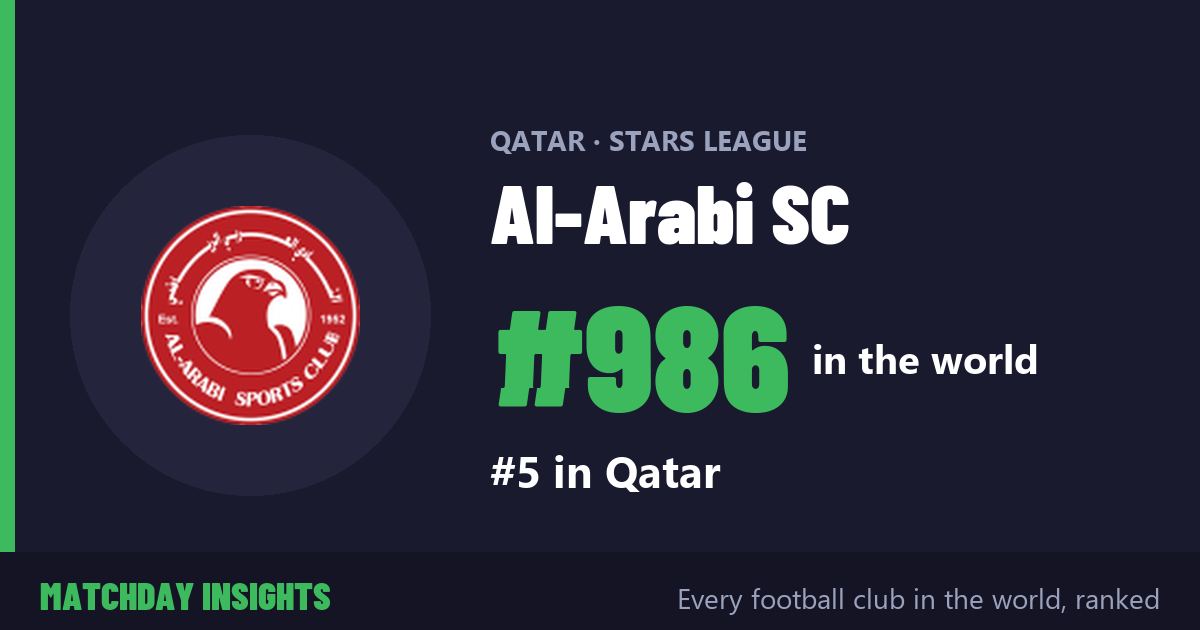 QATAR · STARS LEAGUE
Al-Arabi SC
#986 in the world
#5 in Qatar
Est. 1952
AL-ARABI SPORTS CLUB
MATCHDAY INSIGHTS
Every football club in the world, ranked